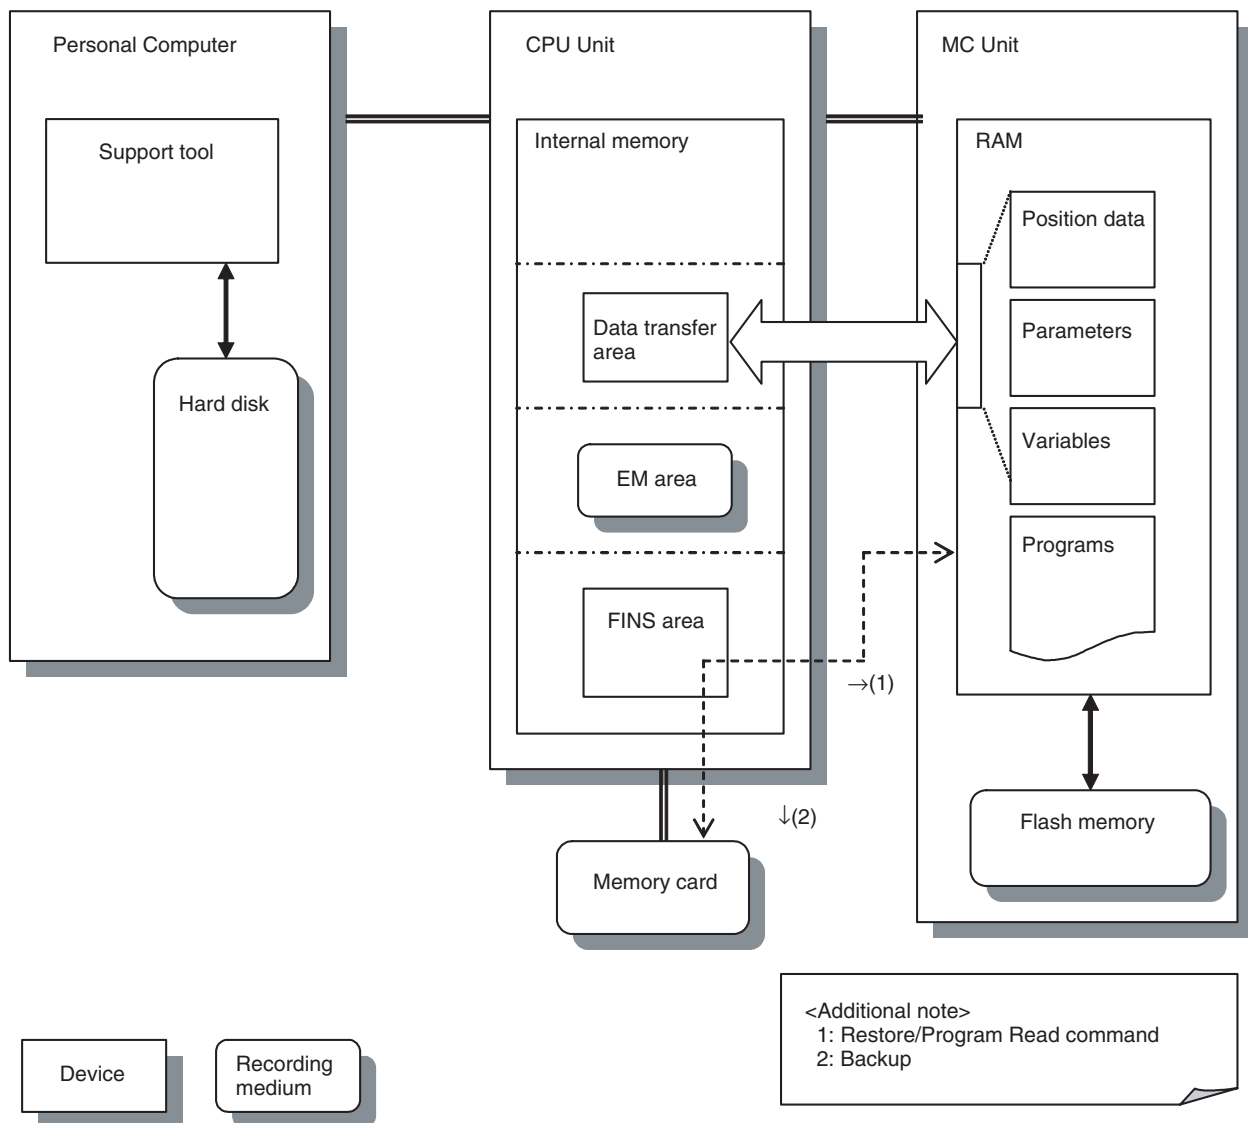 Personal Computer
Support tool
Hard disk
CPU Unit
Internal memory
Data transfer
area
EM area
FINS area
Memory card
MC Unit
RAM
Position data
Parameters
Variables
Programs
Flash memory
→(1)
↓(2)
<Additional note>
1: Restore/Program Read command
2: Backup
Device
Recording
medium